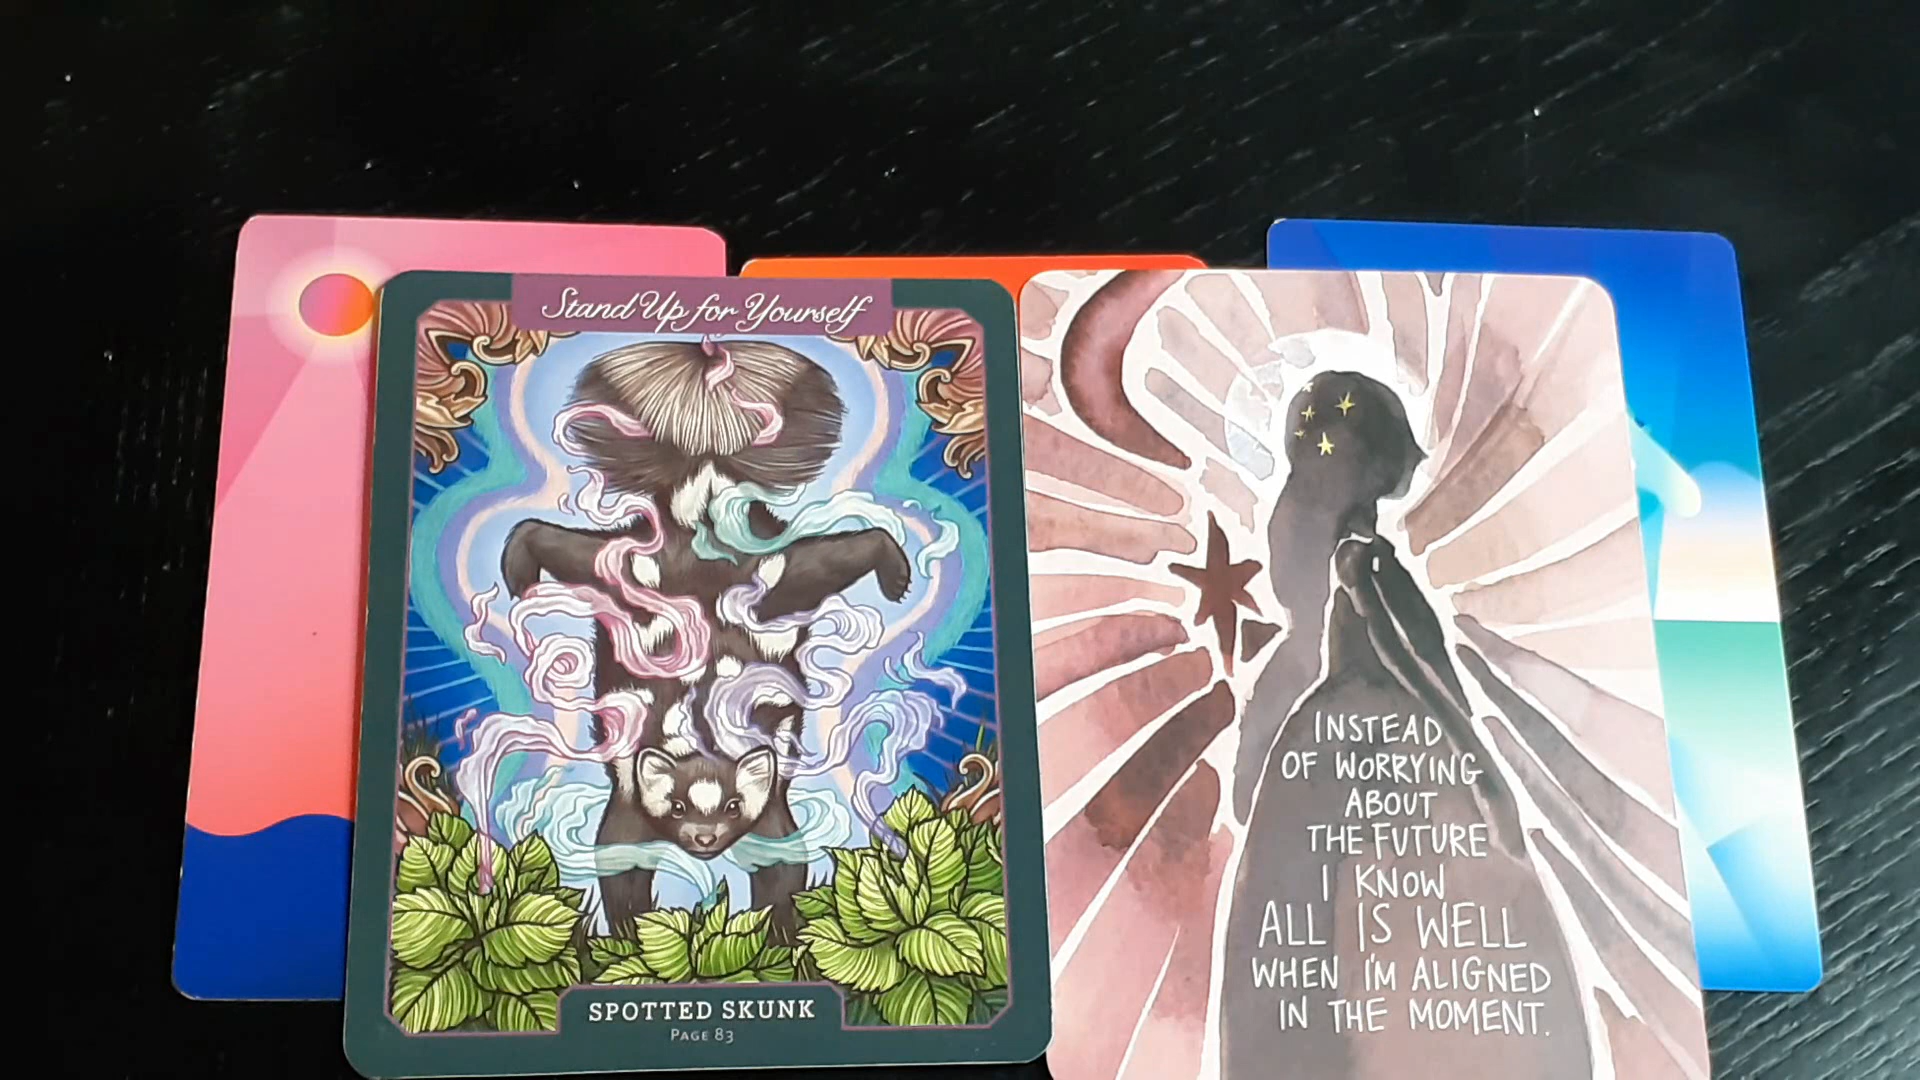 Stand Up for Yourself
SPOTTED SKUNK
PAGE 83
INSTEAD
OF WORRYING
ABOUT
THE FUTURE
I KNOW
ALL IS WELL
WHEN I'M ALIGNED
IN THE MOMENT.